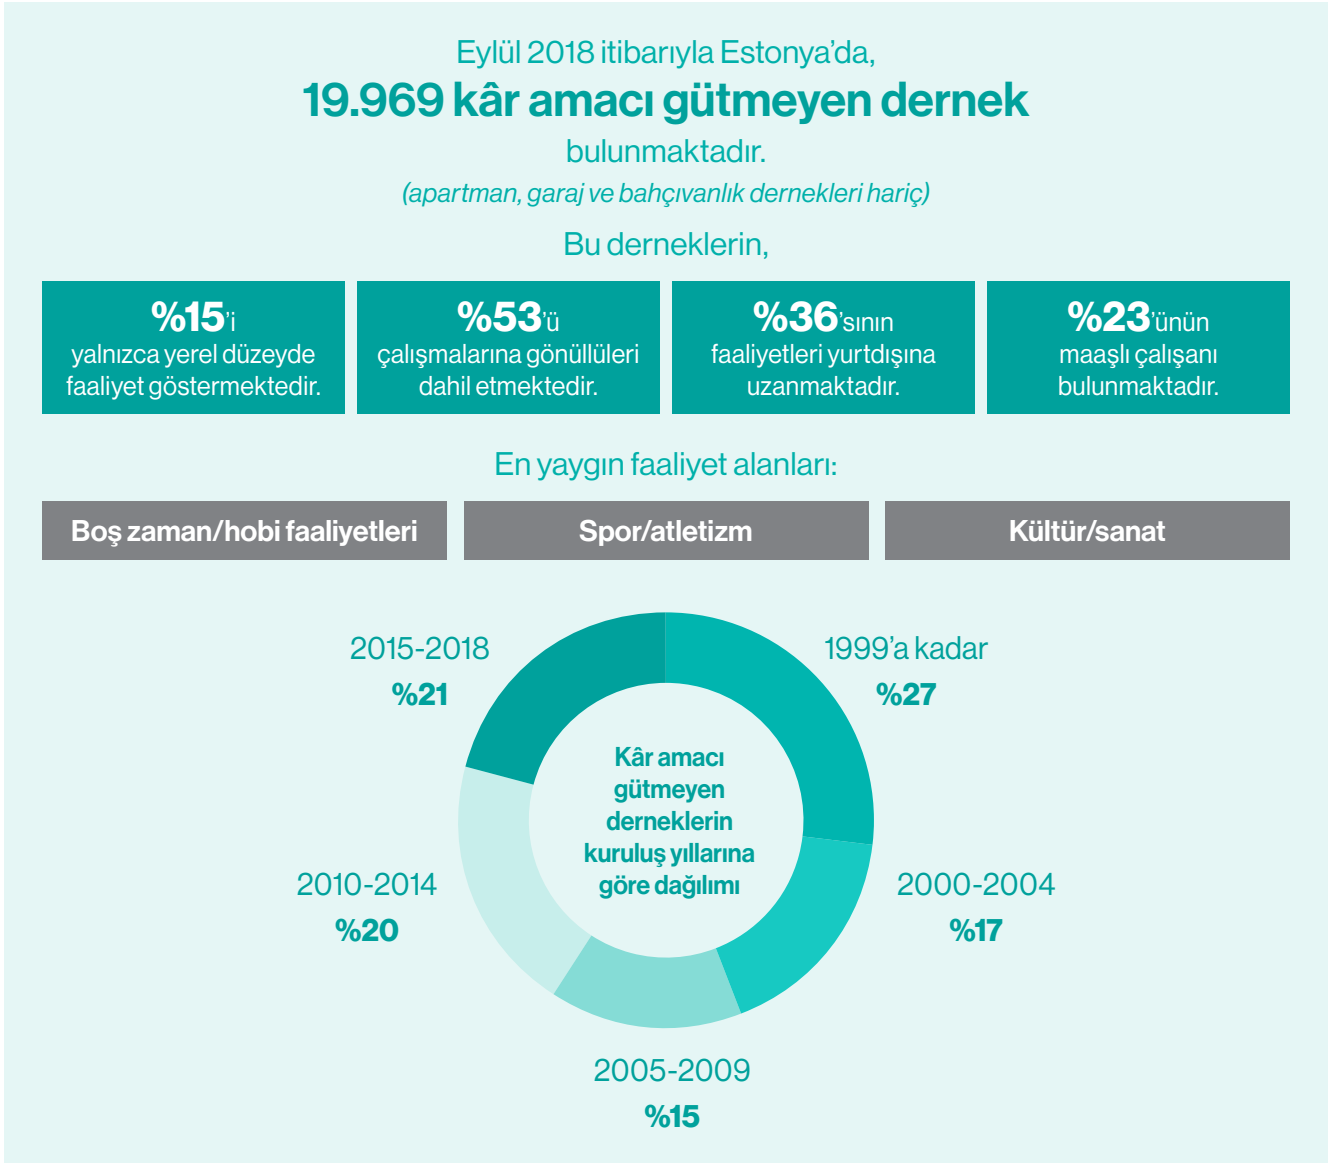 Eylül 2018 itibarıyla Estonya’da,
19.969 kâr amacı gütmeyen dernek
bulunmaktadır.
(apartman, garaj ve bahçıvanlık dernekleri hariç)
Bu derneklerin,
%15’i
yalnızca yerel düzeyde
faaliyet göstermektedir.
%53’ü
çalışmalarına gönüllüleri
dahil etmektedir.
%36’sının
faaliyetleri yurtdışına
uzanmaktadır.
%23’ünün
maaşlı çalışanı
bulunmaktadır.
En yaygın faaliyet alanları:
Boş zaman/hobi faaliyetleri
Spor/atletizm
Kültür/sanat
2015-2018
%21
1999’a kadar
%27
Kâr amacı
gütmeyen
derneklerin
kuruluş yıllarına
göre dağılımı
2010-2014
%20
2000-2004
%17
2005-2009
%15